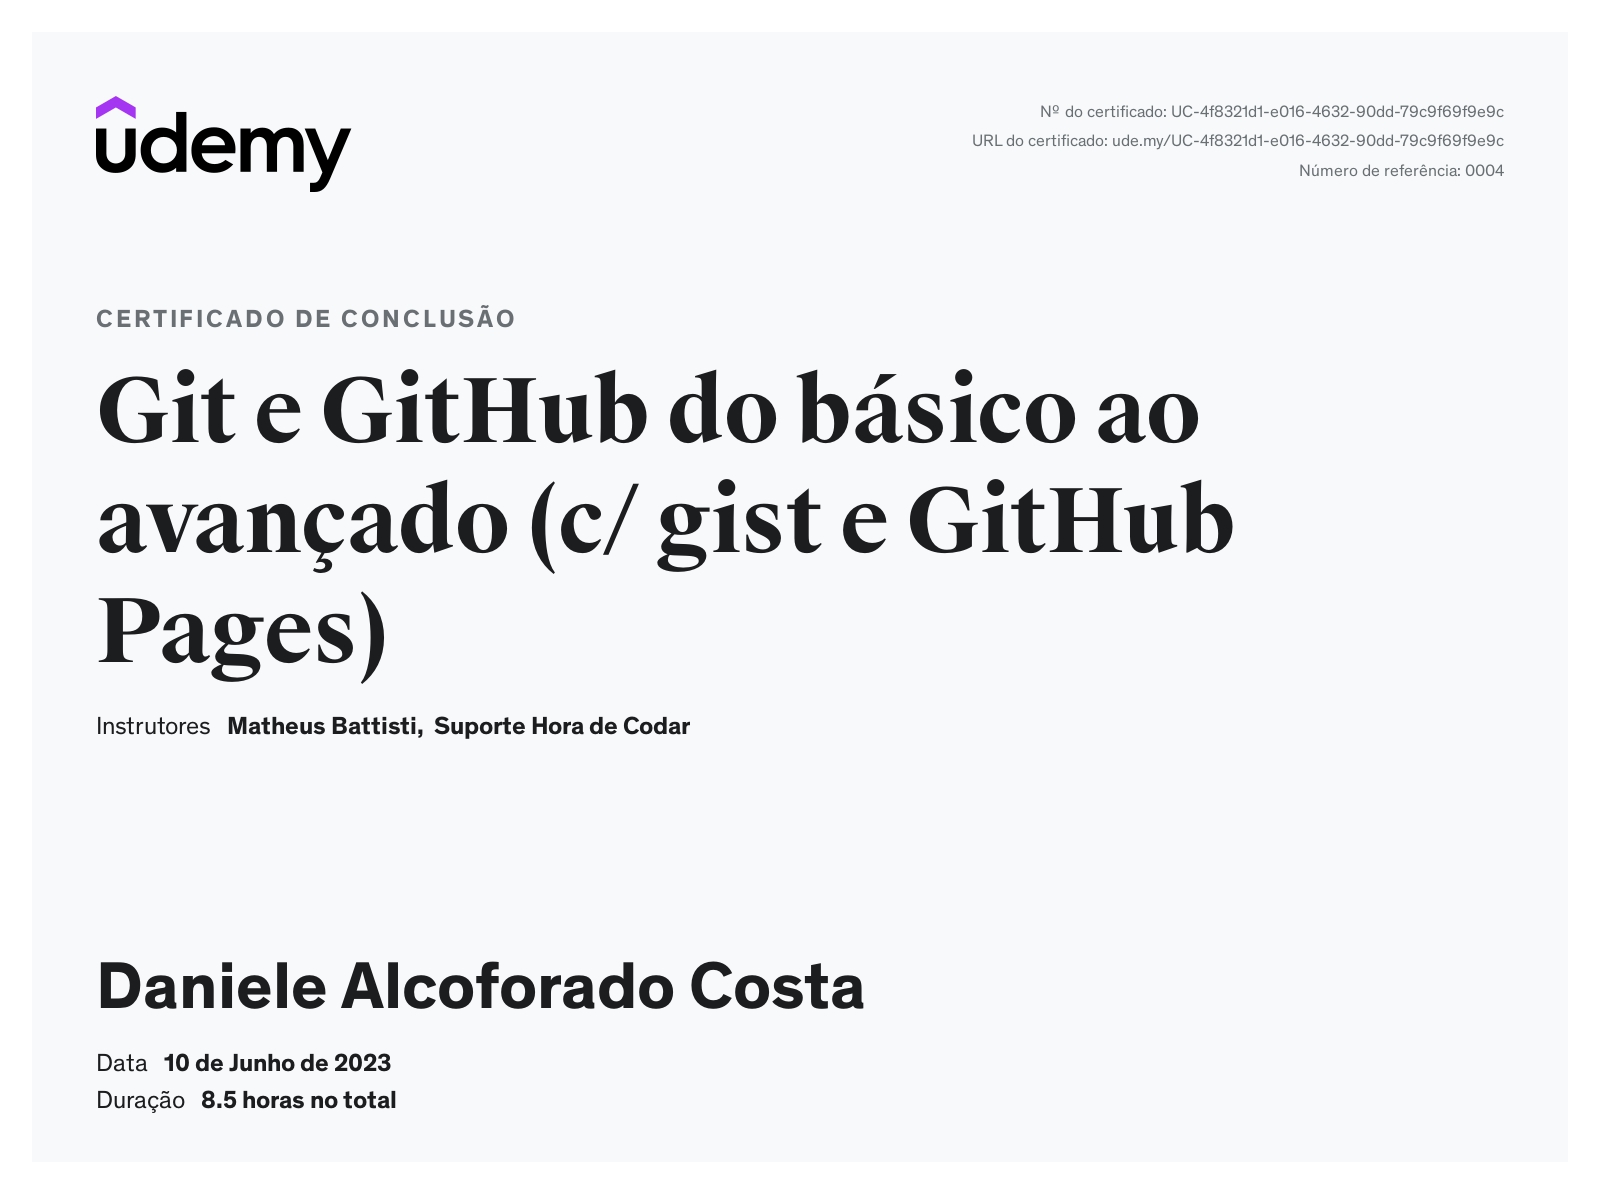 udemy
Nº do certificado: UC-4f8321d1-e016-4632-90dd-79c9f69f9e9c
URL do certificado: ude.my/UC-4f8321d1-e016-4632-90dd-79c9f69f9e9c
Número de referência: 0004
CERTIFICADO DE CONCLUSÃO
Git e GitHub do básico ao
avançado (c/ gist e GitHub
Pages)
Instrutores Matheus Battisti, Suporte Hora de Codar
Daniele Alcoforado Costa
Data 10 de Junho de 2023
Duração 8.5 horas no total